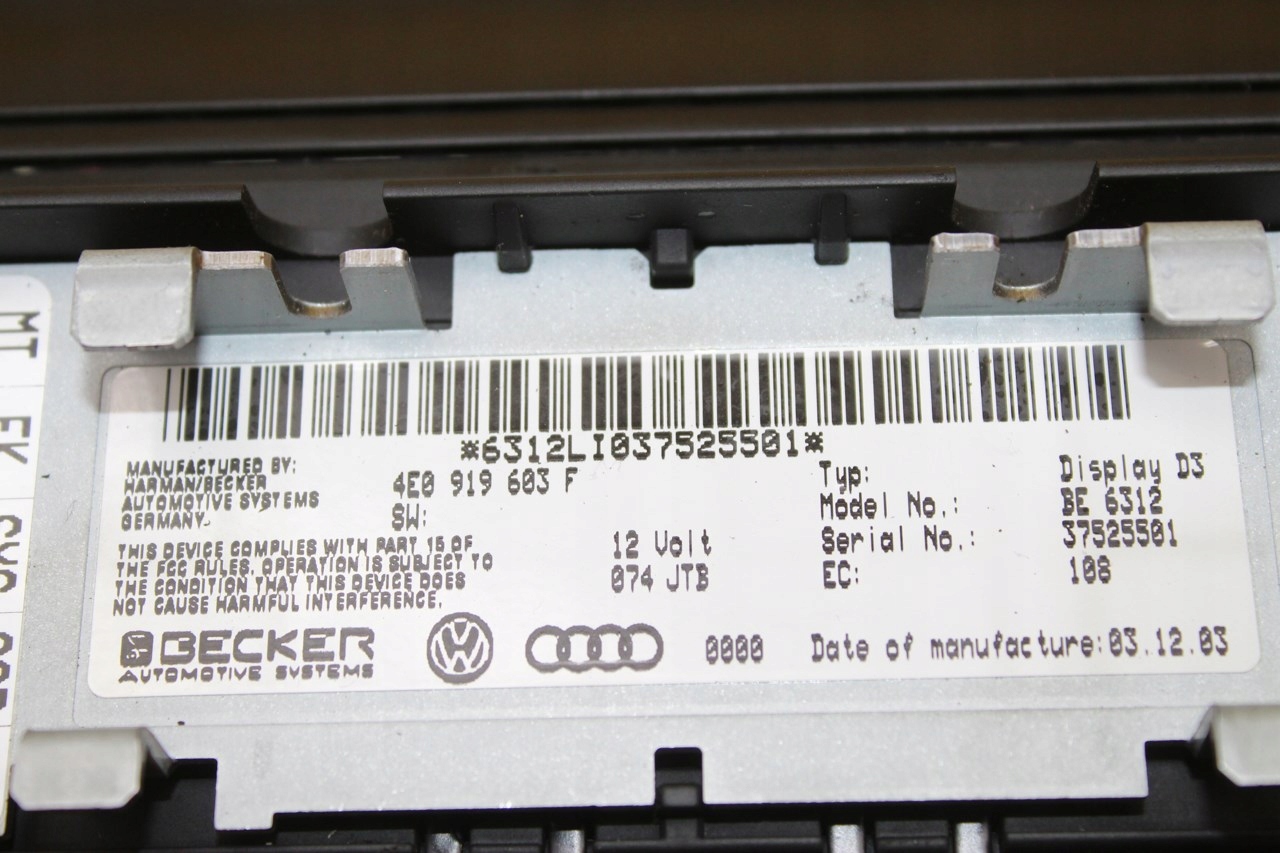 *6312LI037525501*
MANUFACTURED BY:
HARMAN/BECKER
AUTOMOTIVE SYSTEMS
GERMANY.
4E0 919 603 F
SW:
Typ: Display D3
Model No.: BE 6312
Serial No.: 37525501
EC: 108
12 Volt
074 JTB
THIS DEVICE COMPLIES WITH PART 15 OF
THE FCC RULES. OPERATION IS SUBJECT TO
THE CONDITION THAT THIS DEVICE DOES
NOT CAUSE HARMFUL INTERFERENCE.
BECKER
AUTOMOTIVE SYSTEMS
VW
0000
Date of manufacture:03.12.03